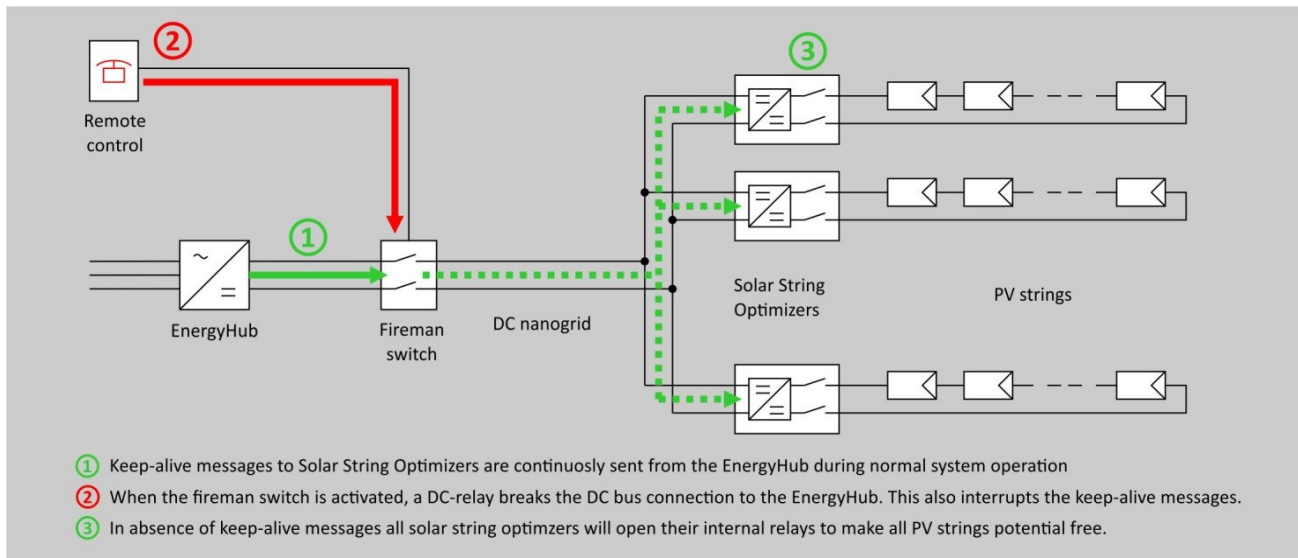 2
3
Remote
control
1
EnergyHub
Fireman
switch
DC nanogrid
Solar String
Optimizers
PV strings
1 Keep-alive messages to Solar String Optimizers are continuosly sent from the EnergyHub during normal system operation
2 When the fireman switch is activated, a DC-relay breaks the DC bus connection to the EnergyHub. This also interrupts the keep-alive messages.
3 In absence of keep-alive messages all solar string optimzers will open their internal relays to make all PV strings potential free.